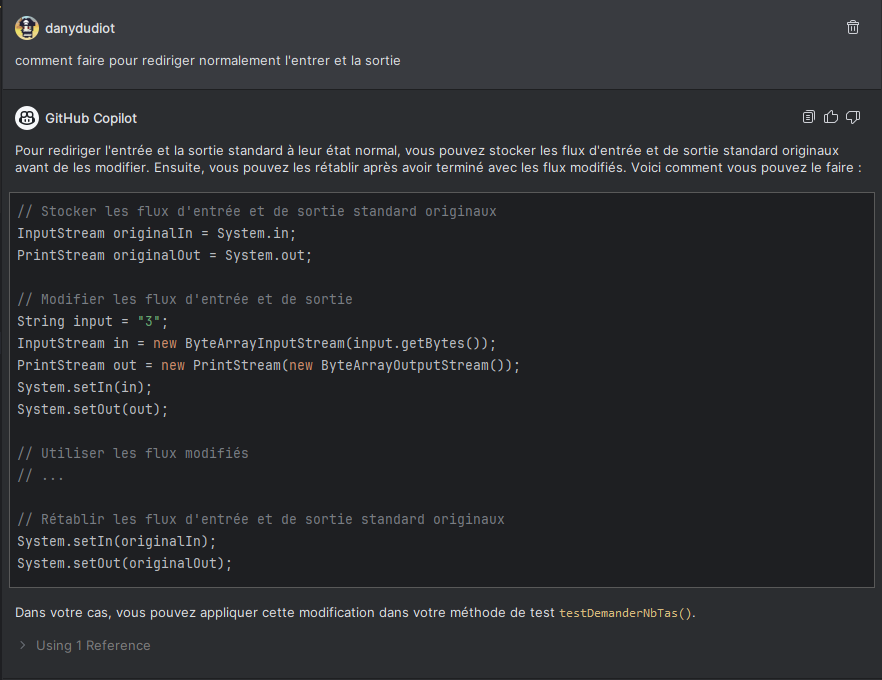 danydudiot
comment faire pour rediriger normalement l'entrer et la sortie
GitHub Copilot
Pour rediriger l'entrée et la sortie standard à leur état normal, vous pouvez stocker les flux d'entrée et de sortie standard originaux
avant de les modifier. Ensuite, vous pouvez les rétablir après avoir terminé avec les flux modifiés. Voici comment vous pouvez le faire :
// Stocker les flux d'entrée et de sortie standard originaux
InputStream originalIn = System.in;
PrintStream originalOut = System.out;
// Modifier les flux d'entrée et de sortie
String input = "3";
InputStream in = new ByteArrayInputStream(input.getBytes());
PrintStream out = new PrintStream(new ByteArrayOutputStream());
System.setIn(in);
System.setOut(out);
// Utiliser les flux modifiés
// ...
// Rétablir les flux d'entrée et de sortie standard originaux
System.setIn(originalIn);
System.setOut(originalOut);
Dans votre cas, vous pouvez appliquer cette modification dans votre méthode de test testDemanderNbTas().
Using 1 Reference